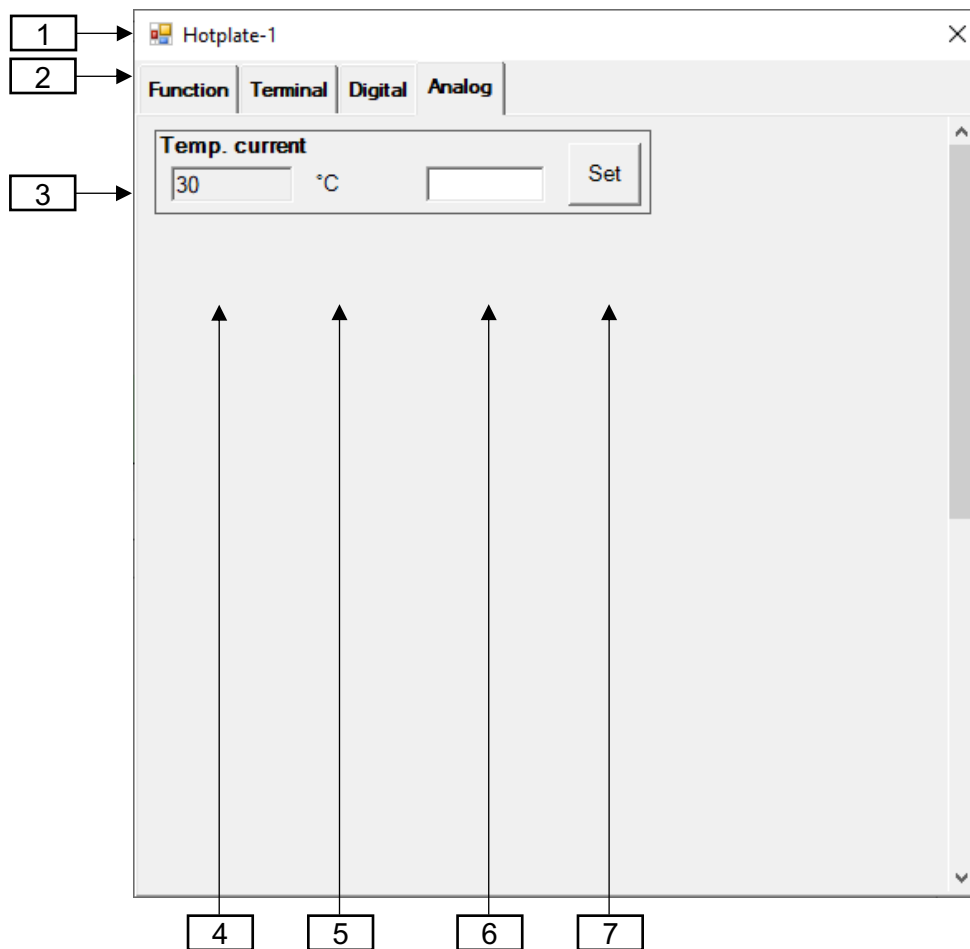 1
Hotplate-1
2
Function Terminal Digital Analog
Temp. current
3
30 °C Set
4 5 6 7